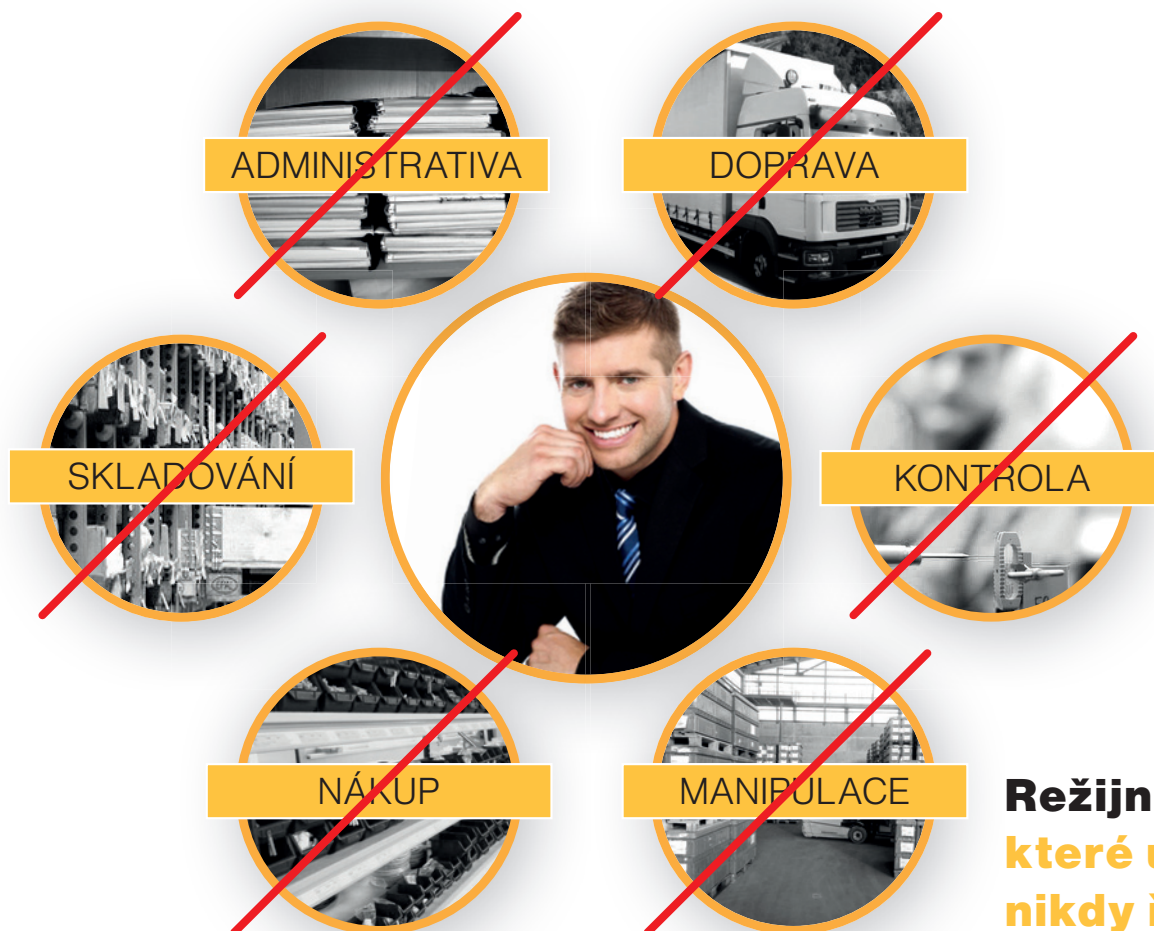 ADMINISTRATIVA
DOPRAVA
SKLADOVÁNÍ
KONTROLA
NÁKUP
MANIPULACE
Režijn
které
nikdy